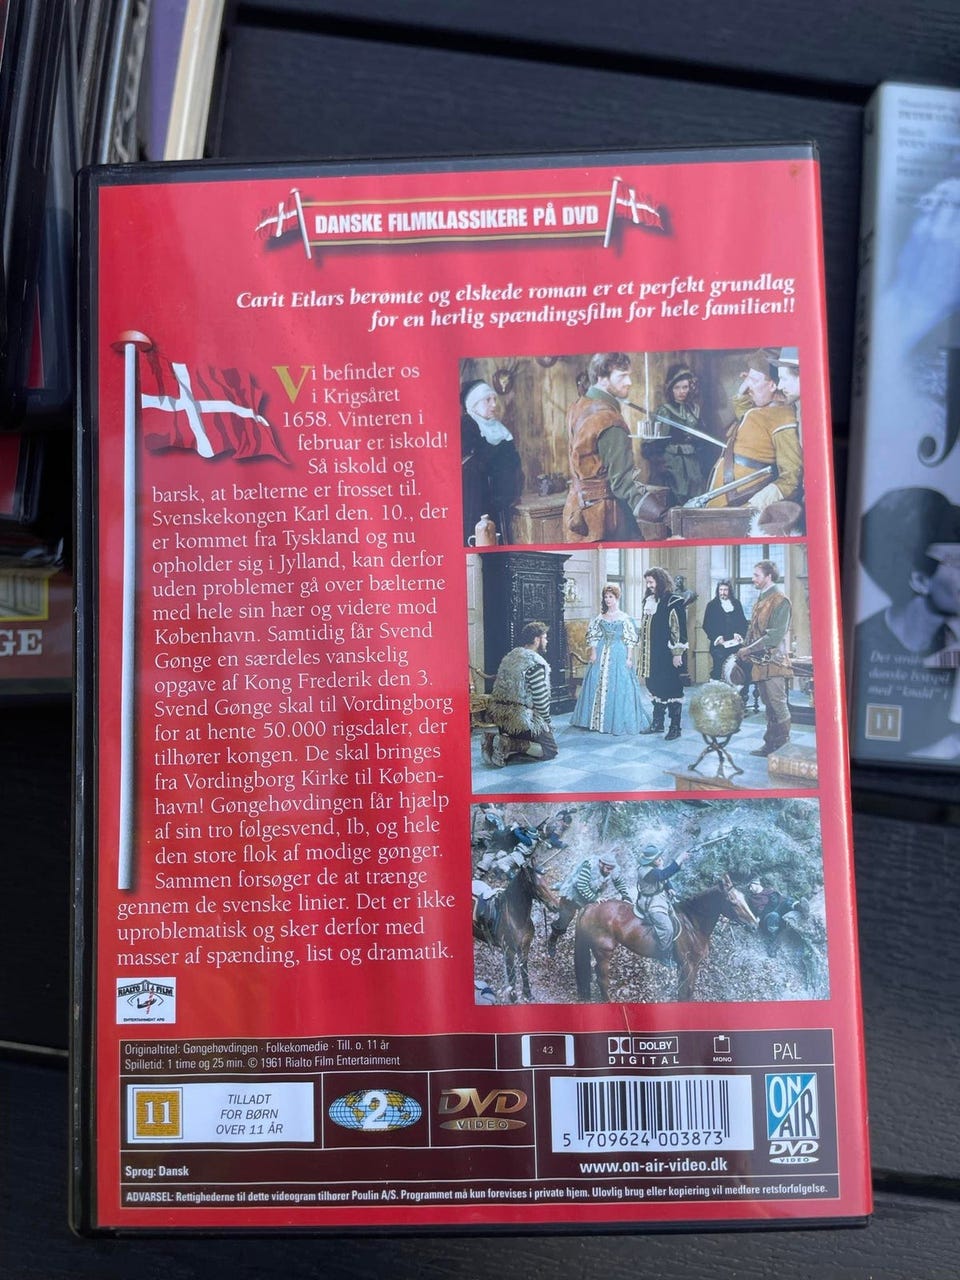 DANSKE FILMKLASSIKERE PÅ DVD
Carit Etlars berømte og elskede roman er et perfekt grundlag
for en herlig spændingsfilm for hele familien!!
Vi befinder os
i Krigsåret
1658. Vinteren i
februar er iskold!
Så iskold og
barsk, at bælterne er frosset til.
Svenskekongen Karl den. 10., der
er kommet fra Tyskland og nu
opholder sig i Jylland, kan derfor
uden problemer gå over bælterne
med hele sin hær og videre mod
København. Samtidig får Svend
Gønge en særdeles vanskelig
opgave af Kong Frederik den 3.
Svend Gønge skal til Vordingborg
for at hente 50.000 rigsdaler, der
tilhører kongen. De skal bringes
fra Vordingborg Kirke til Køben-
havn! Gøngehøvdingen får hjælp
af sin tro følgesvend, Ib, og hele
den store flok af modige gønger.
Sammen forsøger de at trænge
gennem de svenske linier. Det er ikke
uproblematisk og sker derfor med
masser af spænding, list og dramatik.
RIALTO FILM
ENTERTAINMENT APS
Originaltitel: Gøngehøvdingen · Folkekomedie · Till. o. 11 år
Spilletid: 1 time og 25 min. © 1961 Rialto Film Entertainment
4:3
DOLBY
DIGITAL
MONO
PAL
11
TILLADT
FOR BØRN
OVER 11 ÅR
2
DVD
VIDEO
5 709624 003873
www.on-air-video.dk
ON
AIR
DVD
VIDEO
Sprog: Dansk
ADVARSEL: Rettighederne til dette videogram tilhører Poulin A/S. Programmet må kun forevises i private hjem. Ulovlig brug eller kopiering vil medføre retsforfølgelse.
GE
danske
med
11